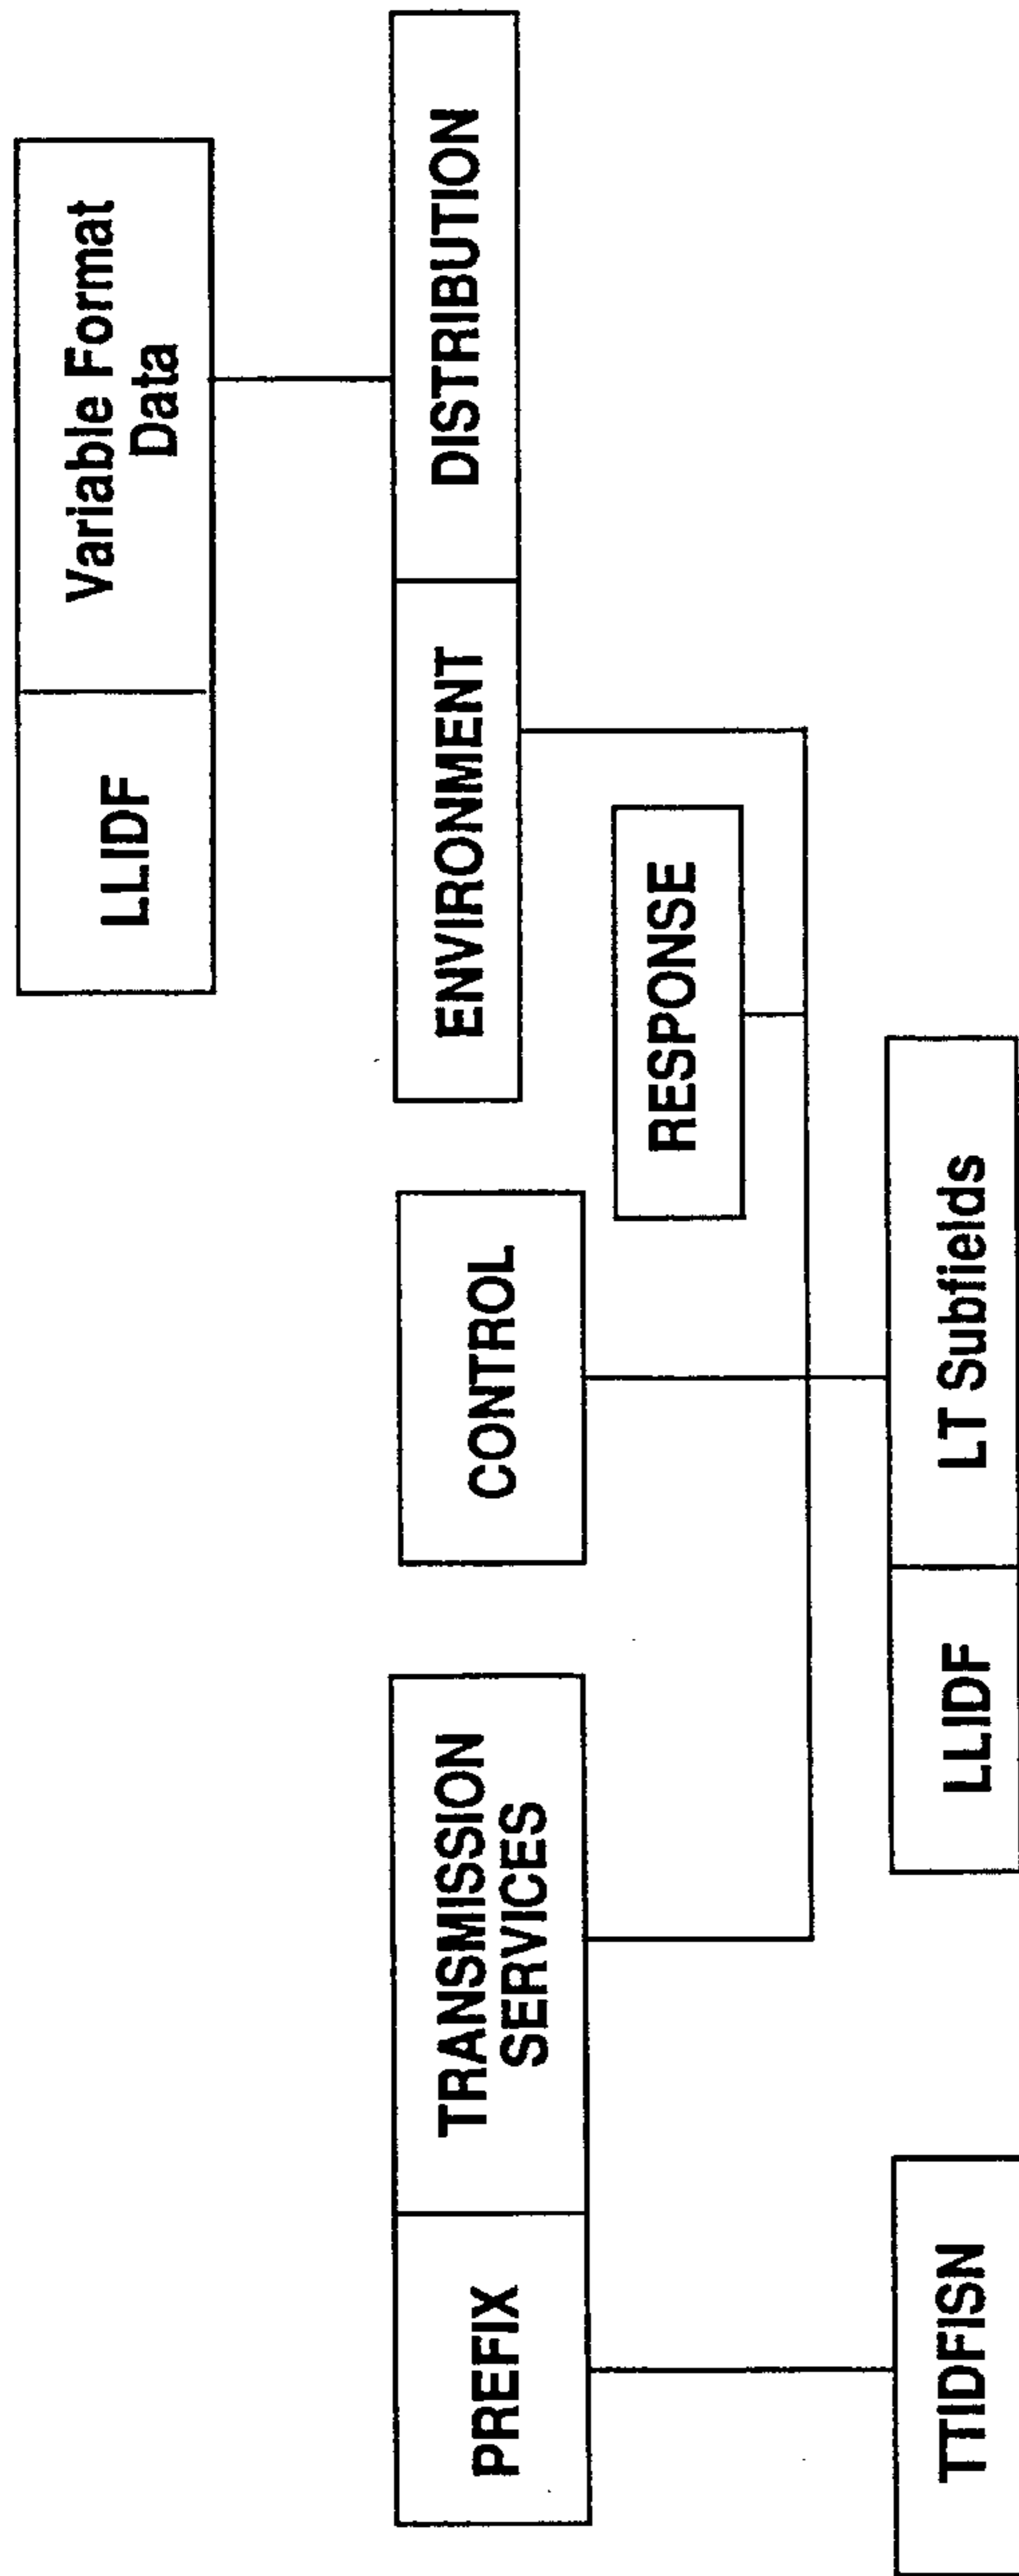 LLIDF
Variable Format
Data
PREFIX
TRANSMISSION
SERVICES
CONTROL
ENVIRONMENT
DISTRIBUTION
RESPONSE
TTIDFISN
LLIDF
LT Subfields